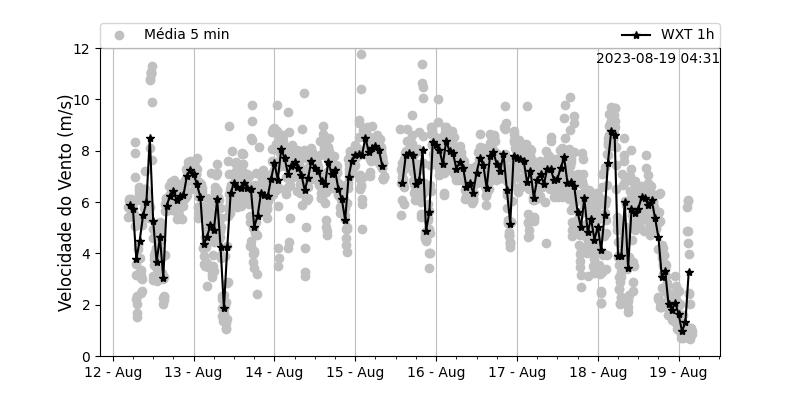 Média 5 min
WXT 1h
2023-08-19 04:31
Velocidade do Vento (m/s)
12
10
8
6
4
2
0
12 - Aug 13 - Aug 14 - Aug 15 - Aug 16 - Aug 17 - Aug 18 - Aug 19 - Aug